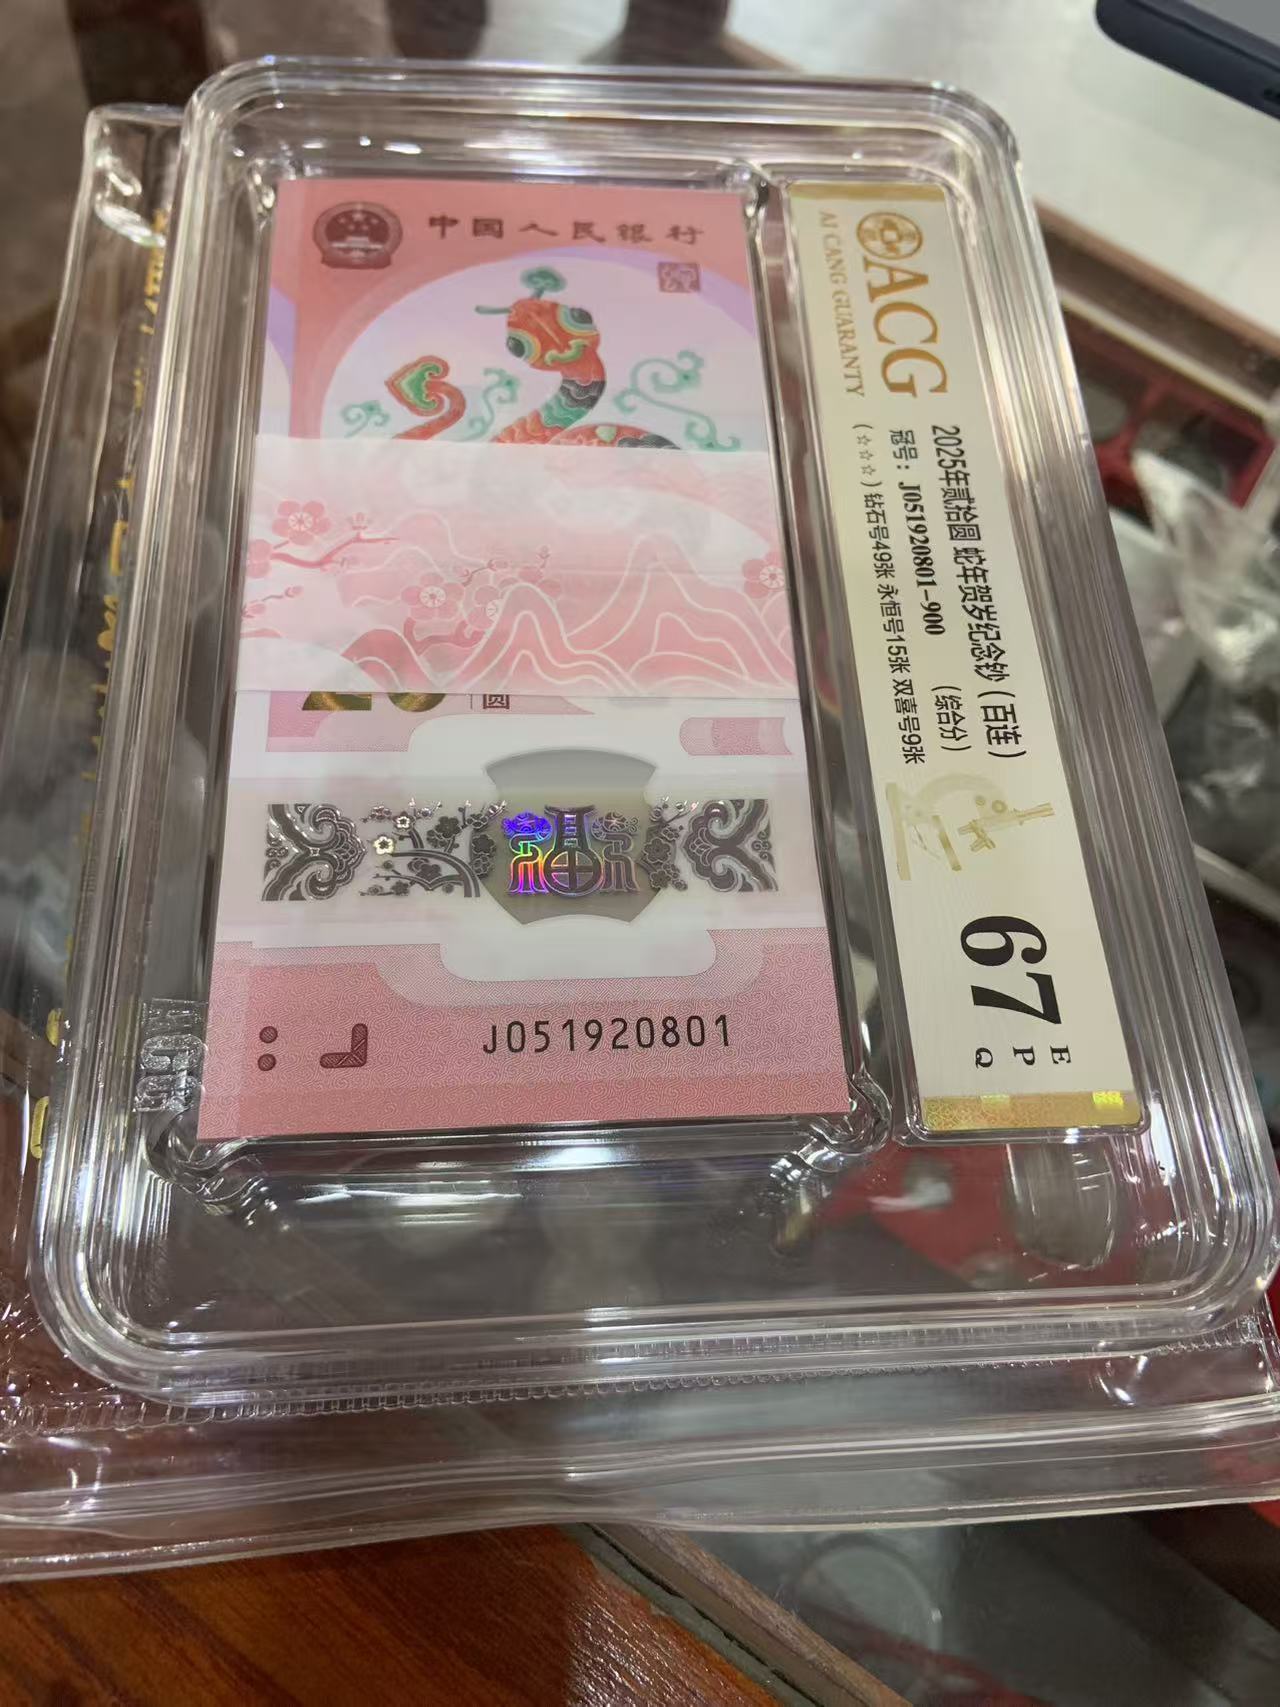 中国人民银行
圆
J051920801
ACG
AI CANG GUARANTY
2025年贰拾圆 蛇年贺岁纪念钞（百连）
冠号：J051920801-900 （综合分）
（☆☆☆）钻石号49张 永恒号15张 双喜号9张
67
E
P
Q